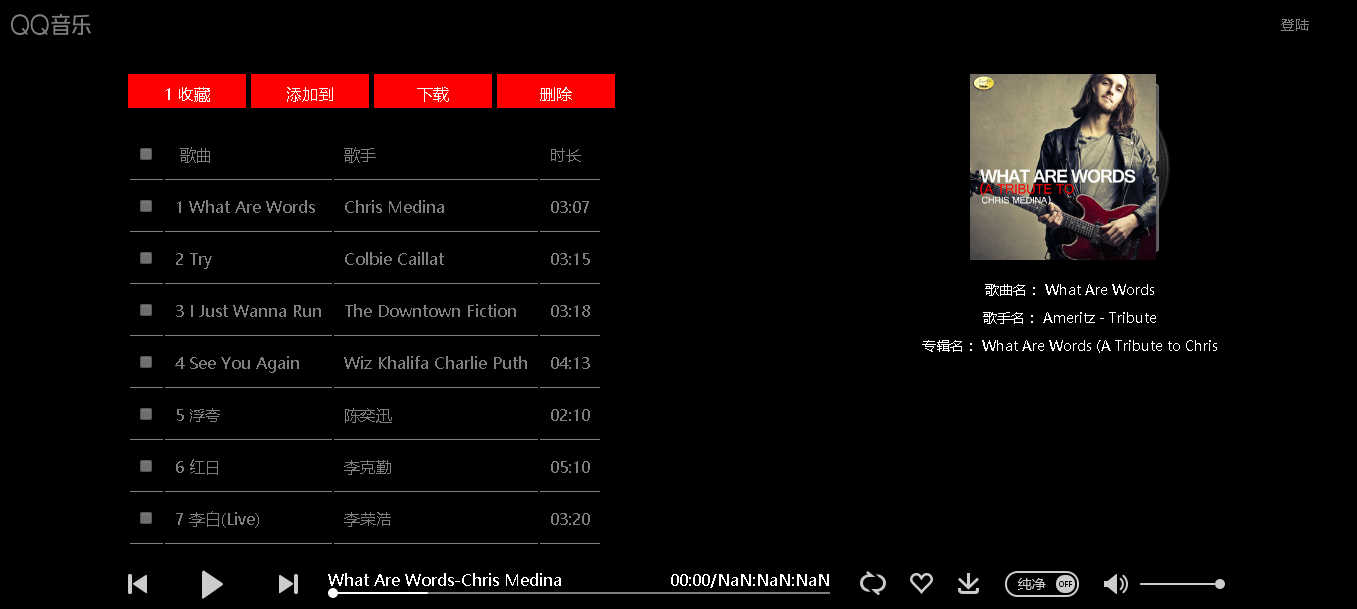 QQ音乐 登陆
1 收藏 添加到 下载 删除
歌曲 歌手 时长
1 What Are Words Chris Medina 03:07
2 Try Colbie Caillat 03:15
3 I Just Wanna Run The Downtown Fiction 03:18
4 See You Again Wiz Khalifa Charlie Puth 04:13
5 浮夸 陈奕迅 02:10
6 红日 李克勤 05:10
7 李白(Live) 李荣浩 03:20
WHAT ARE WORDS
(A TRIBUTE TO
CHRIS MEDINA)
歌曲名： What Are Words
歌手名： Ameritz - Tribute
专辑名： What Are Words (A Tribute to Chris
What Are Words-Chris Medina 00:00/NaN:NaN:NaN 纯净 OFF